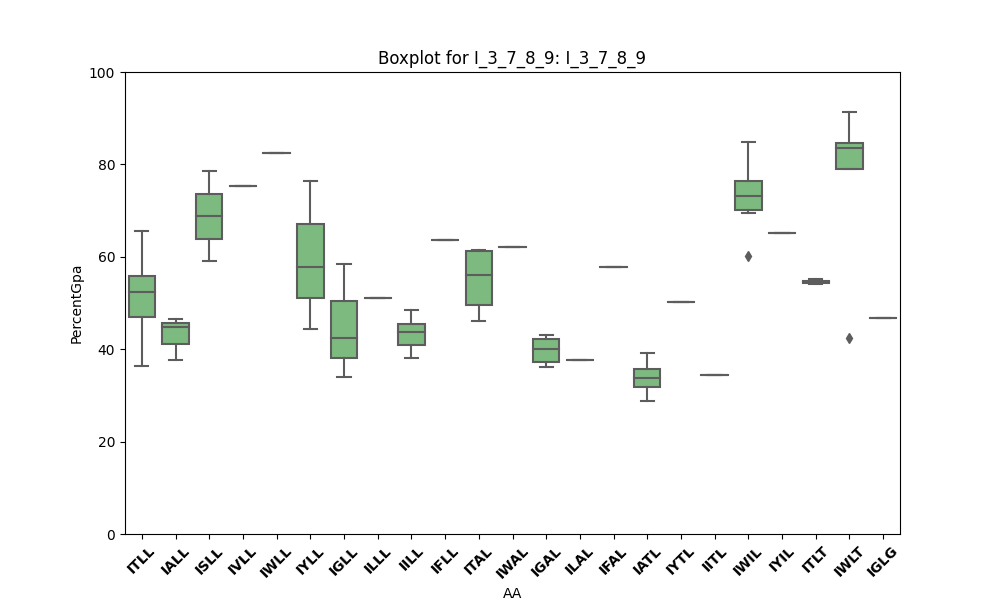 Boxplot for I_3_7_8_9: I_3_7_8_9
PercentGpa
100
80
60
40
20
0
ITLL IALL ISLL IVLL IWLL IYLL IGLL ILLL IILL IFLL ITAL IWAL IGAL ILAL IFAL IATL IYTL IITL IWIL IYIL ITLT IWLT IGLG
AA